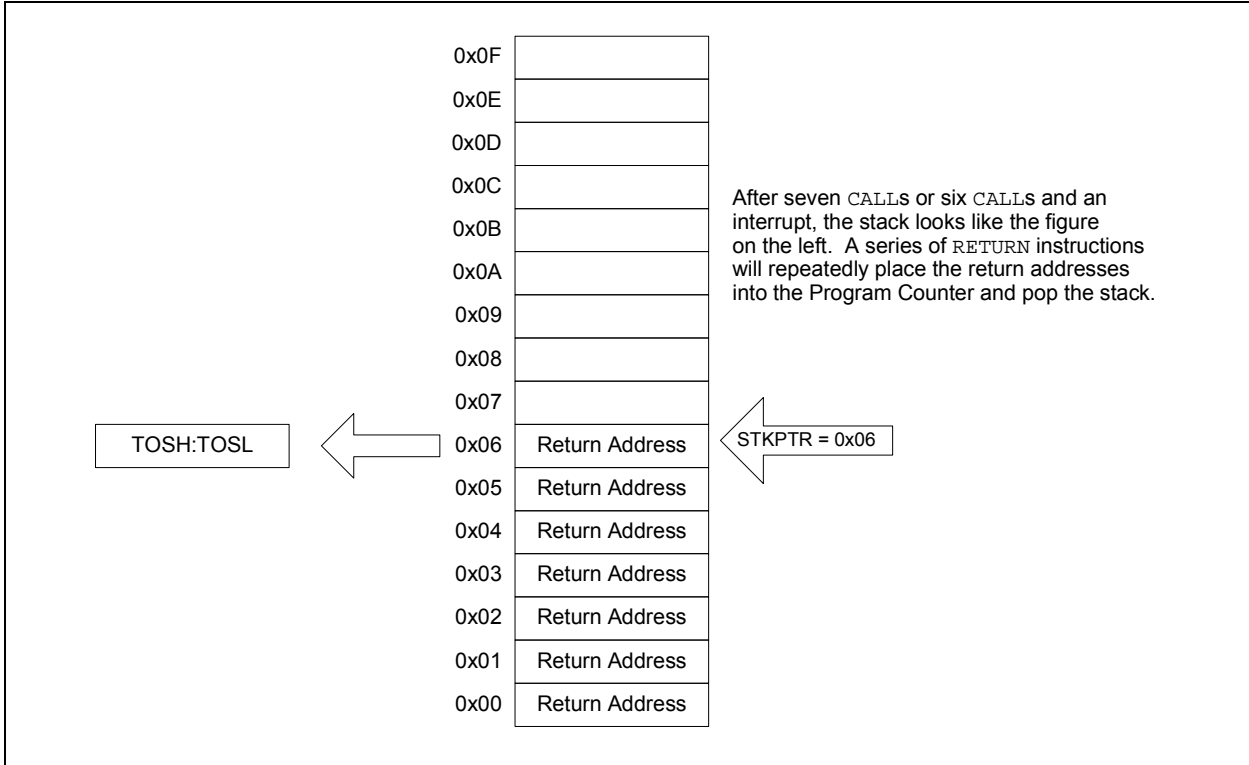 0x0F
0x0E
0x0D
0x0C
0x0B
0x0A
0x09
0x08
0x07
After seven CALLs or six CALLs and an
interrupt, the stack looks like the figure
on the left. A series of RETURN instructions
will repeatedly place the return addresses
into the Program Counter and pop the stack.
TOSH:TOSL
0x06 Return Address
STKPTR = 0x06
0x05 Return Address
0x04 Return Address
0x03 Return Address
0x02 Return Address
0x01 Return Address
0x00 Return Address